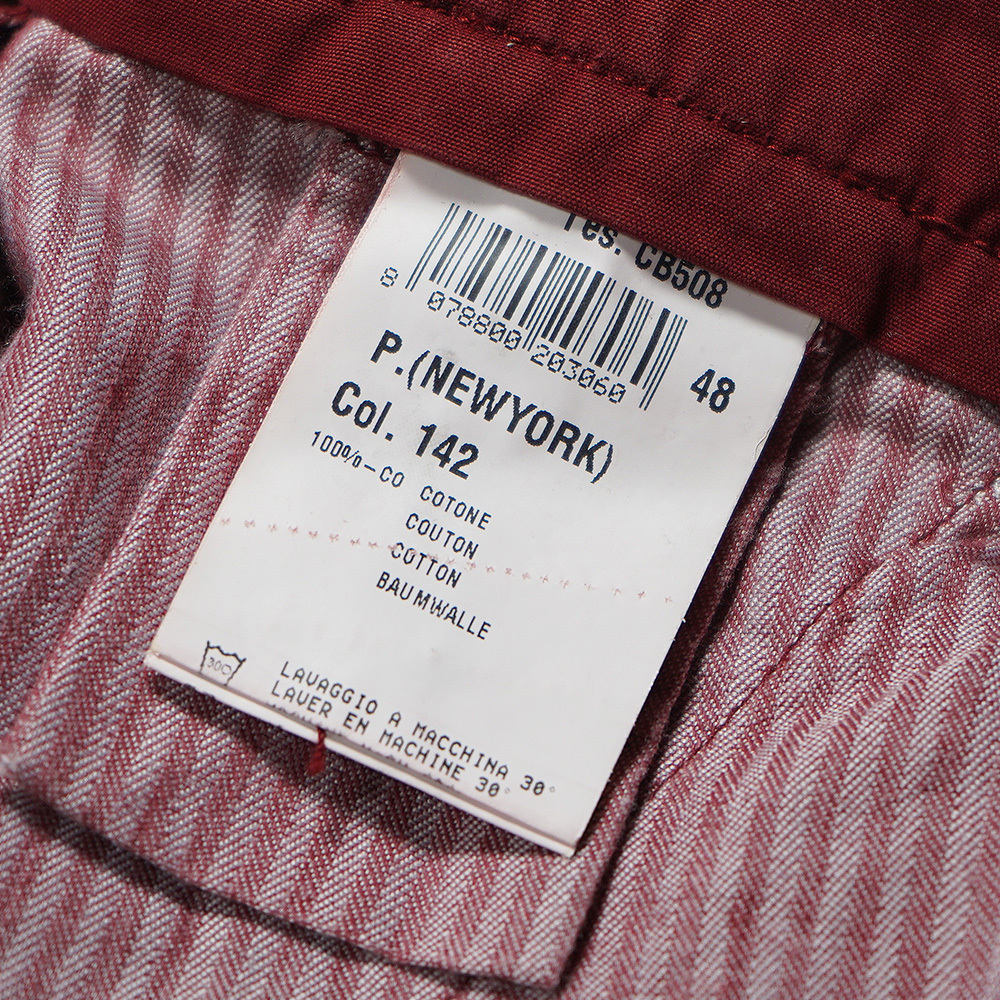 Tes. CB508
8 078800 203060
48
P.(NEWYORK)
Col. 142
100%-CO COTONE
COUTON
COTTON
BAUMWALLE
30C
LAVAGGIO A MACCHINA 30°
LAVER EN MACHINE 30°